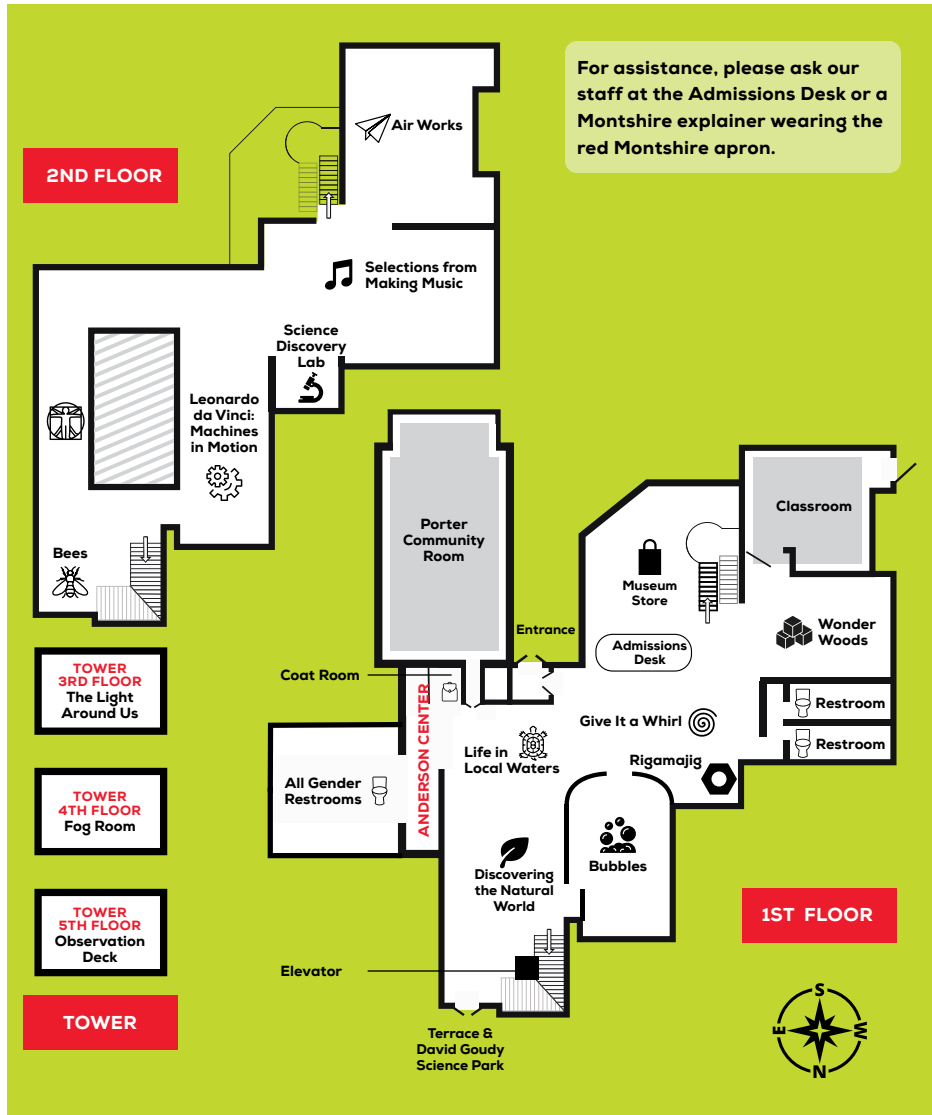 For assistance, please ask our
staff at the Admissions Desk or a
Montshire explainer wearing the
red Montshire apron.
2ND FLOOR
Air Works
Selections from
Making Music
Science
Discovery
Lab
Leonardo
da Vinci:
Machines
in Motion
Bees
TOWER
3RD FLOOR
The Light
Around Us
TOWER
4TH FLOOR
Fog Room
TOWER
5TH FLOOR
Observation
Deck
TOWER
Porter
Community
Room
Classroom
Museum
Store
Entrance
Admissions
Desk
Wonder
Woods
Coat Room
ANDERSON CENTER
Give It a Whirl
Restroom
Restroom
Life in
Local Waters
Rigamajig
All Gender
Restrooms
Bubbles
Discovering
the Natural
World
1ST FLOOR
Elevator
Terrace &
David Goudy
Science Park
S
E
W
N